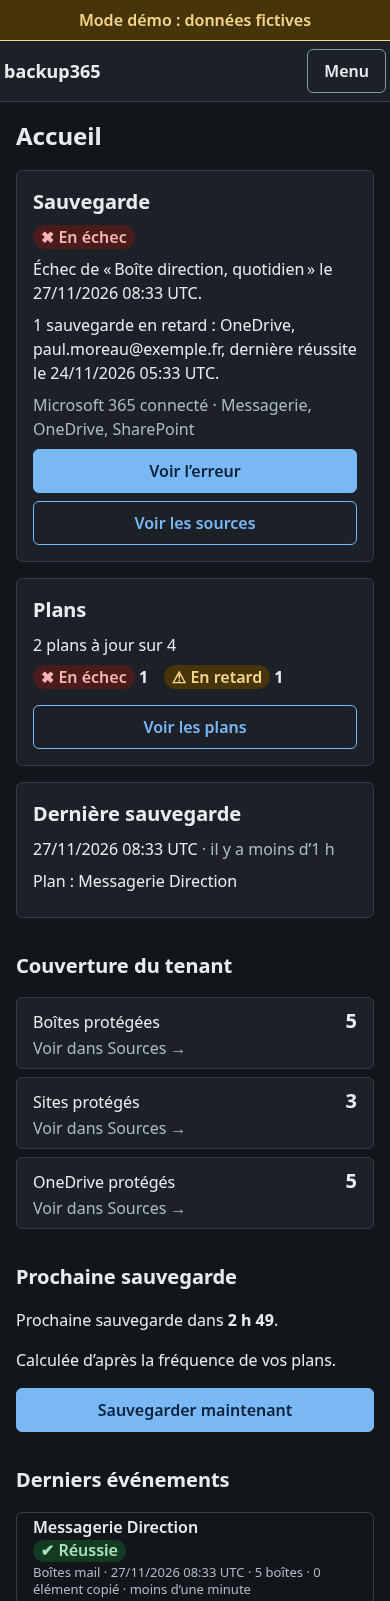 Mode démo : données fictives
backup365
Menu
Accueil
Sauvegarde
✖ En échec
Échec de « Boîte direction, quotidien » le
27/11/2026 08:33 UTC.
1 sauvegarde en retard : OneDrive,
paul.moreau@exemple.fr, dernière réussite
le 24/11/2026 05:33 UTC.
Microsoft 365 connecté · Messagerie,
OneDrive, SharePoint
Voir l’erreur
Voir les sources
Plans
2 plans à jour sur 4
✖ En échec 1 ⚠ En retard 1
Voir les plans
Dernière sauvegarde
27/11/2026 08:33 UTC · il y a moins d’1 h
Plan : Messagerie Direction
Couverture du tenant
Boîtes protégées 5
Voir dans Sources →
Sites protégés 3
Voir dans Sources →
OneDrive protégés 5
Voir dans Sources →
Prochaine sauvegarde
Prochaine sauvegarde dans 2 h 49.
Calculée d’après la fréquence de vos plans.
Sauvegarder maintenant
Derniers événements
Messagerie Direction
✔ Réussie
Boîtes mail · 27/11/2026 08:33 UTC · 5 boîtes · 0
élément copié · moins d’une minute